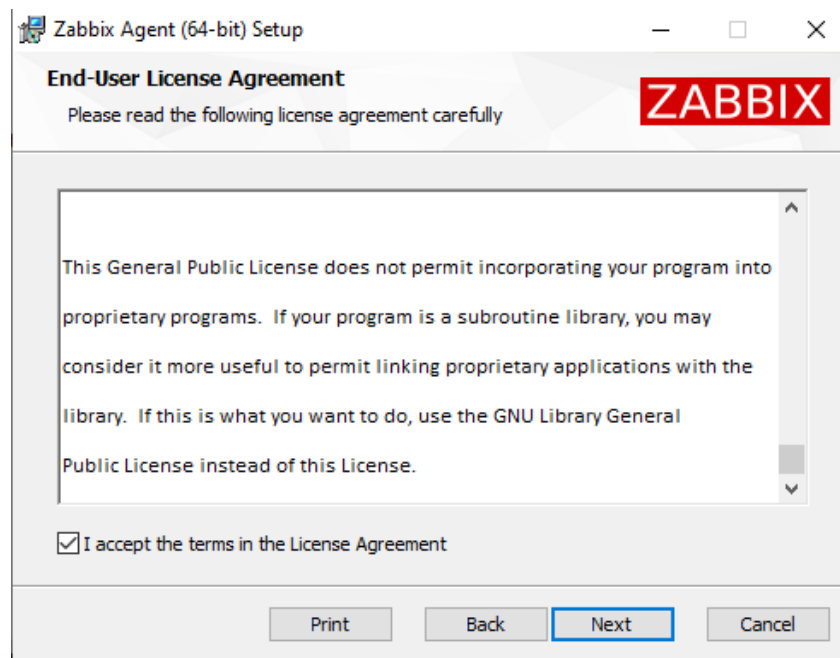 Zabbix Agent (64-bit) Setup
End-User License Agreement
Please read the following license agreement carefully
ZABBIX
This General Public License does not permit incorporating your program into
proprietary programs.  If your program is a subroutine library, you may
consider it more useful to permit linking proprietary applications with the
library.  If this is what you want to do, use the GNU Library General
Public License instead of this License.
I accept the terms in the License Agreement
Print Back Next Cancel